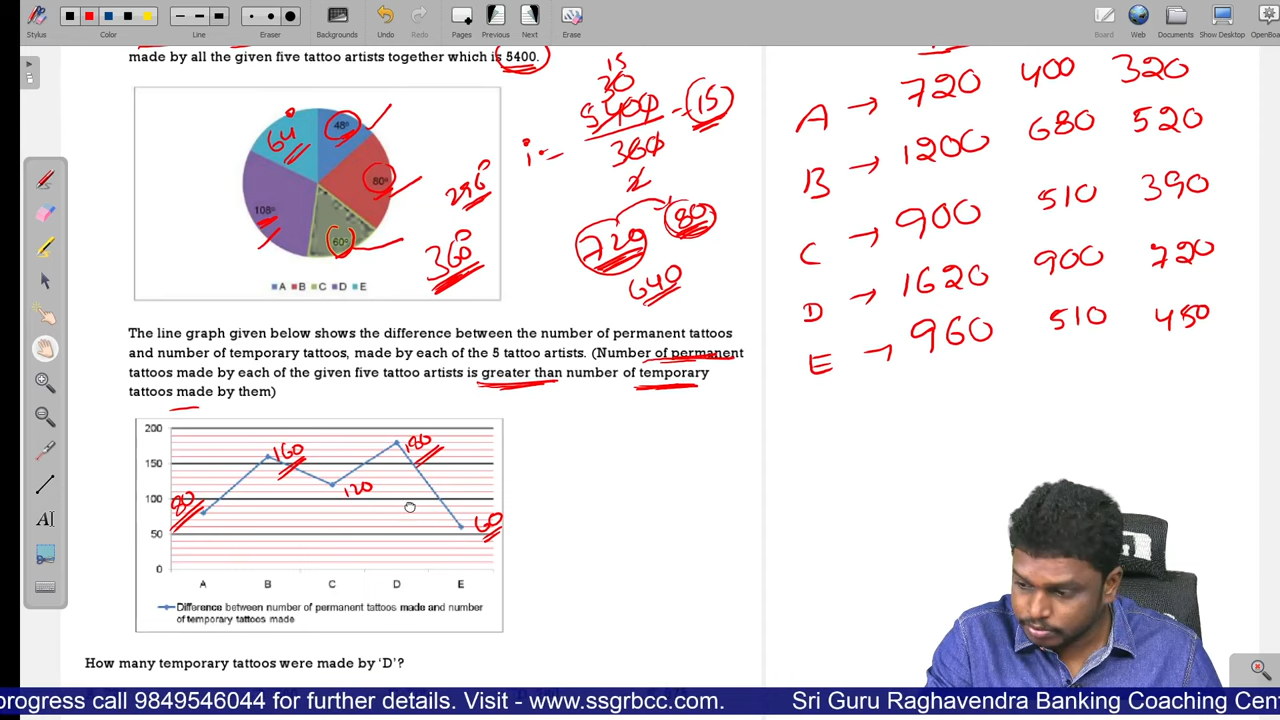 Stylus Color Line Eraser Backgrounds Undo Redo Pages Previous Next Erase Board Web Documents Show Desktop OpenBoa
made by all the given five tattoo artists together which is 5400.
48°
80°
60°
108°
64°
A B C D E
296°
360°
15
30
i :- 5400 = 15
360
2
720 80
640
A → 720 400 320
B → 1200 680 520
C → 900 510 390
D → 1620 900 720
E → 960 510 450
The line graph given below shows the difference between the number of permanent tattoos
and number of temporary tattoos, made by each of the 5 tattoo artists. (Number of permanent
tattoos made by each of the given five tattoo artists is greater than number of temporary
tattoos made by them)
200
150
100
50
0
80 160 120 180 60
A B C D E
Difference between number of permanent tattoos made and number
of temporary tattoos made
How many temporary tattoos were made by ‘D’?
progress call 9849546044 for further details. Visit - www.ssgrbcc.com. Sri Guru Raghavendra Banking Coaching Cen